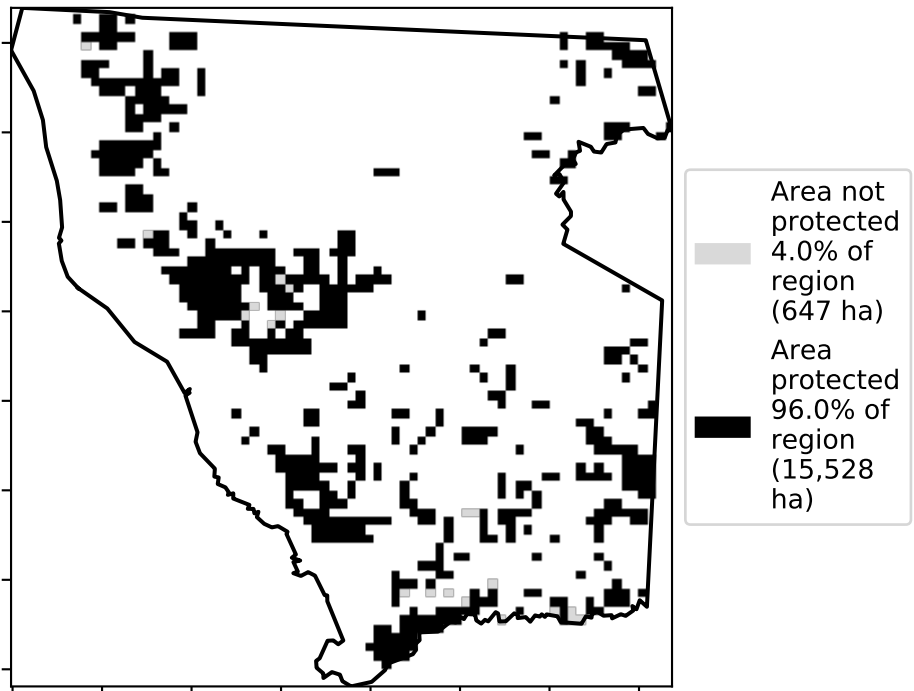 Area not
protected
4.0% of
region
(647 ha)
Area
protected
96.0% of
region
(15,528
ha)